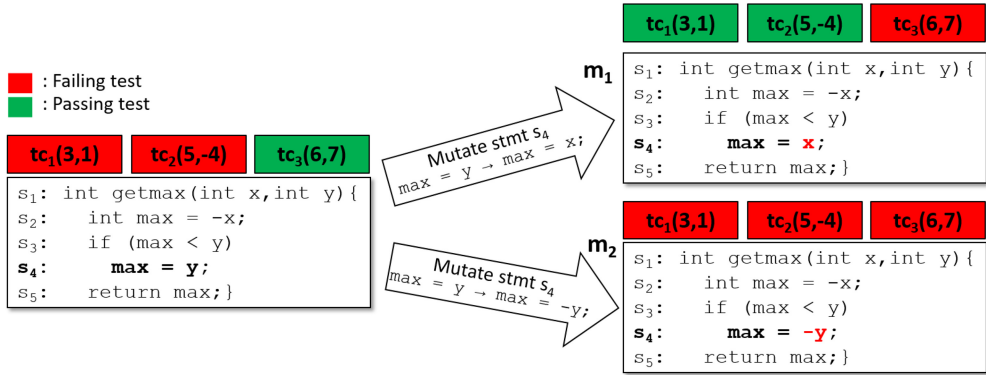 : Failing test
: Passing test
tc₁(3,1) tc₂(5,-4) tc₃(6,7)
s₁: int getmax(int x,int y){
s₂: int max = -x;
s₃: if (max < y)
s₄: max = y;
s₅: return max;}
Mutate stmt s₄
max = y → max = x;
Mutate stmt s₄
max = y → max = -y;
m₁
tc₁(3,1) tc₂(5,-4) tc₃(6,7)
s₁: int getmax(int x,int y){
s₂: int max = -x;
s₃: if (max < y)
s₄: max = x;
s₅: return max;}
m₂
tc₁(3,1) tc₂(5,-4) tc₃(6,7)
s₁: int getmax(int x,int y){
s₂: int max = -x;
s₃: if (max < y)
s₄: max = -y;
s₅: return max;}